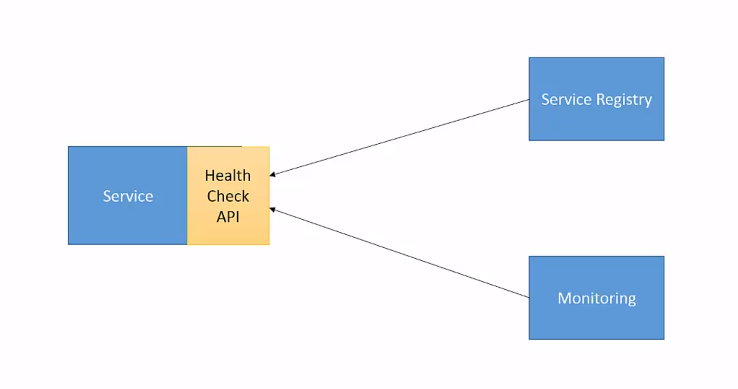 Service
Health
Check
API
Service Registry
Monitoring